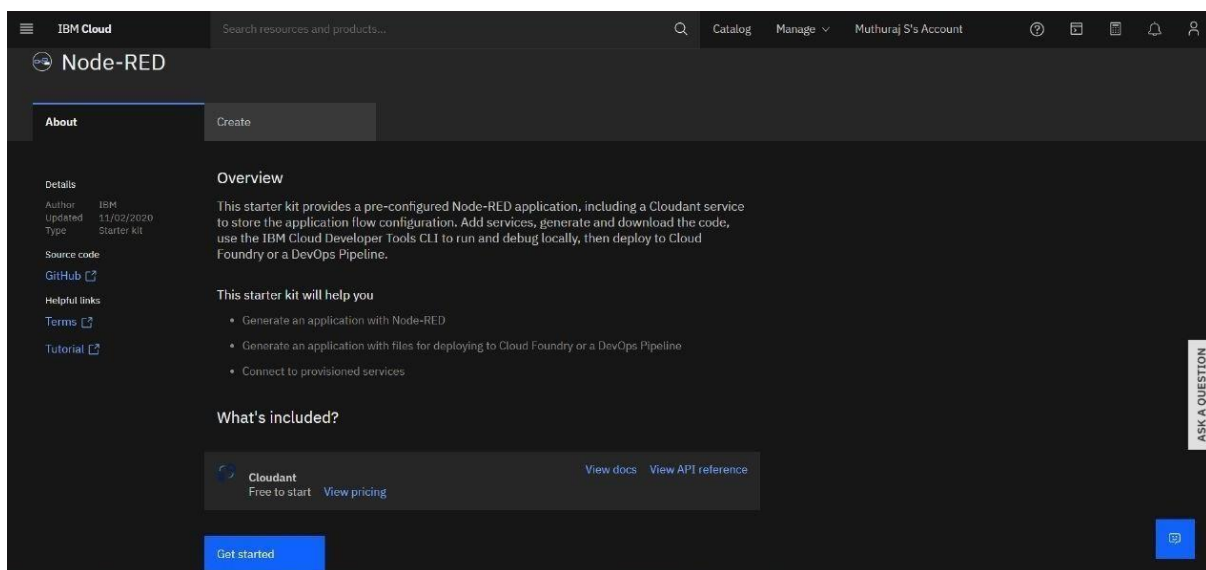 IBM Cloud
Search resources and products...
Catalog
Manage
Muthuraj S's Account
Node-RED
About
Create
Details
Author IBM
Updated 11/02/2020
Type Starter kit
Source code
GitHub
Helpful links
Terms
Tutorial
Overview
This starter kit provides a pre-configured Node-RED application, including a Cloudant service
to store the application flow configuration. Add services, generate and download the code,
use the IBM Cloud Developer Tools CLI to run and debug locally, then deploy to Cloud
Foundry or a DevOps Pipeline.
This starter kit will help you
• Generate an application with Node-RED
• Generate an application with files for deploying to Cloud Foundry or a DevOps Pipeline
• Connect to provisioned services
What's included?
Cloudant
Free to start View pricing
View docs View API reference
Get started
ASK A QUESTION